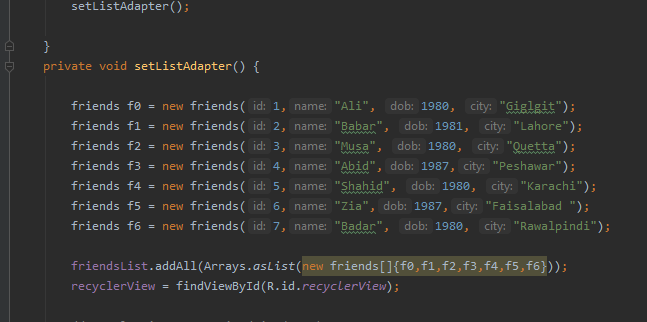 setListAdapter();
}
private void setListAdapter() {
friends f0 = new friends( id: 1, name: "Ali", dob: 1980, city: "Giglgit");
friends f1 = new friends( id: 2, name: "Babar", dob: 1981, city: "Lahore");
friends f2 = new friends( id: 3, name: "Musa", dob: 1980, city: "Quetta");
friends f3 = new friends( id: 4, name: "Abid", dob: 1987, city: "Peshawar");
friends f4 = new friends( id: 5, name: "Shahid", dob: 1980, city: "Karachi");
friends f5 = new friends( id: 6, name: "Zia", dob: 1987, city: "Faisalabad ");
friends f6 = new friends( id: 7, name: "Badar", dob: 1980, city: "Rawalpindi");
friendsList.addAll(Arrays.asList(new friends[]{f0,f1,f2,f3,f4,f5,f6}));
recyclerView = findViewById(R.id.recyclerView);